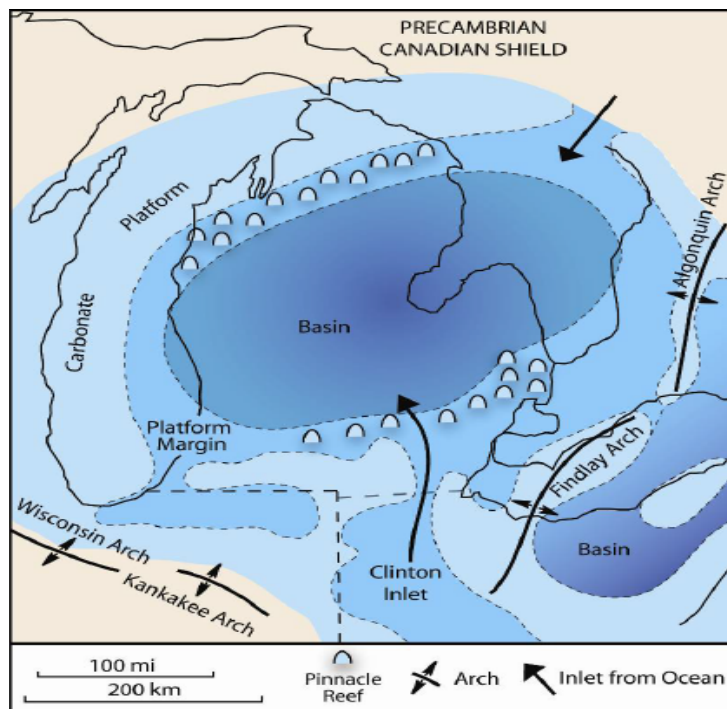 PRECAMBRIAN
CANADIAN SHIELD
Platform
Algonquin Arch
Carbonate
Basin
Platform
Margin
Findlay Arch
Wisconsin Arch
Basin
Clinton
Inlet
Kankakee Arch
100 mi
200 km
Pinnacle
Reef
Arch
Inlet from Ocean